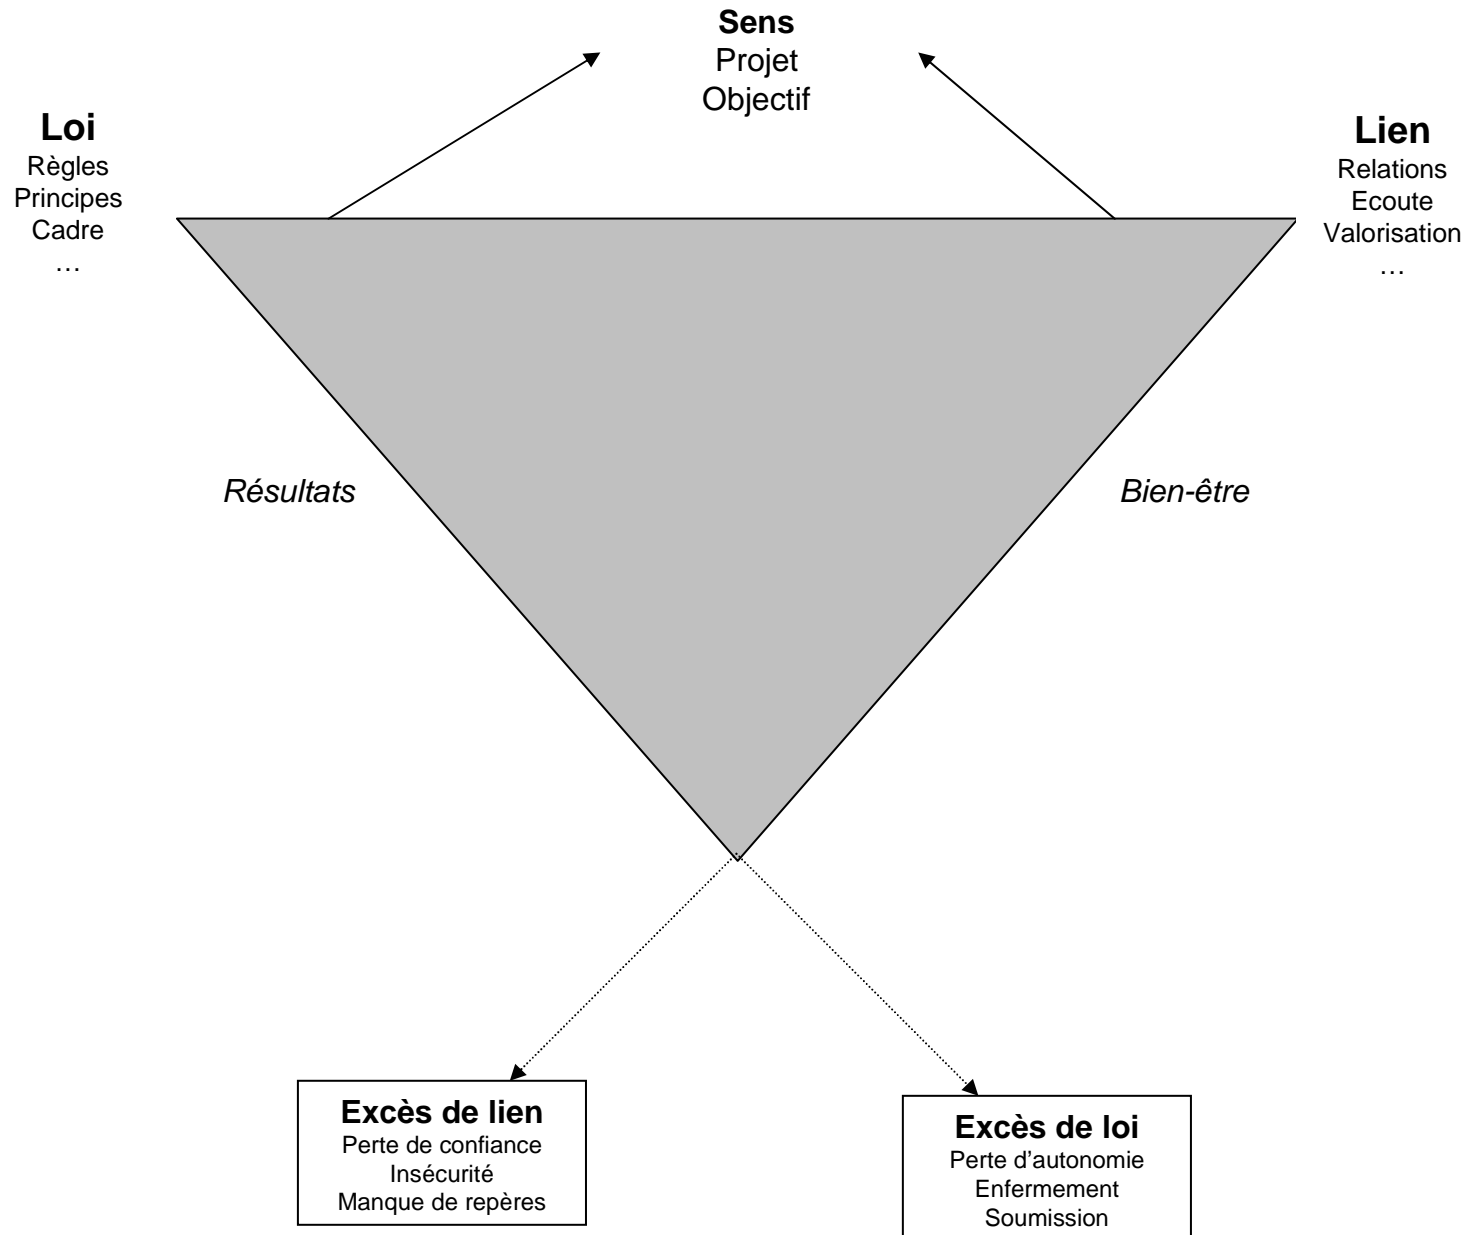 Sens
Projet
Objectif
Loi
Règles
Principes
Cadre
…
Lien
Relations
Ecoute
Valorisation
…
Résultats
Bien-être
Excès de lien
Perte de confiance
Insécurité
Manque de repères
Excès de loi
Perte d’autonomie
Enfermement
Soumission